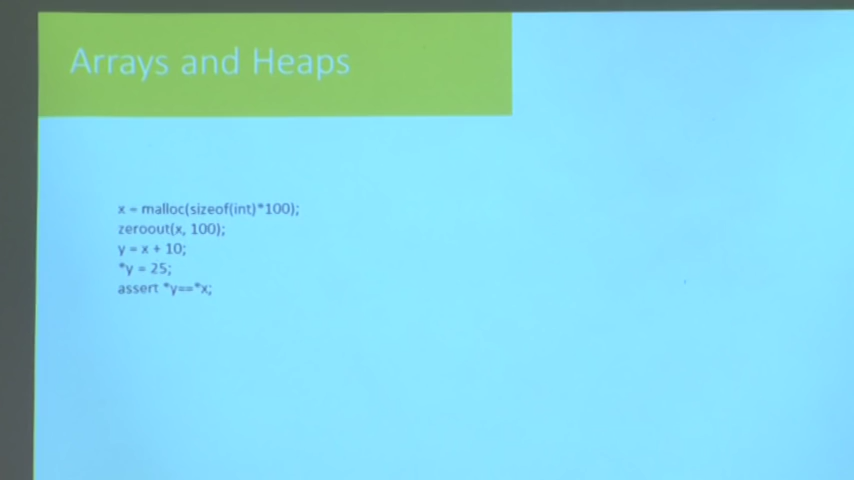 Arrays and Heaps
x = malloc(sizeof(int)*100);
zeroout(x, 100);
y = x + 10;
*y = 25;
assert *y==*x;